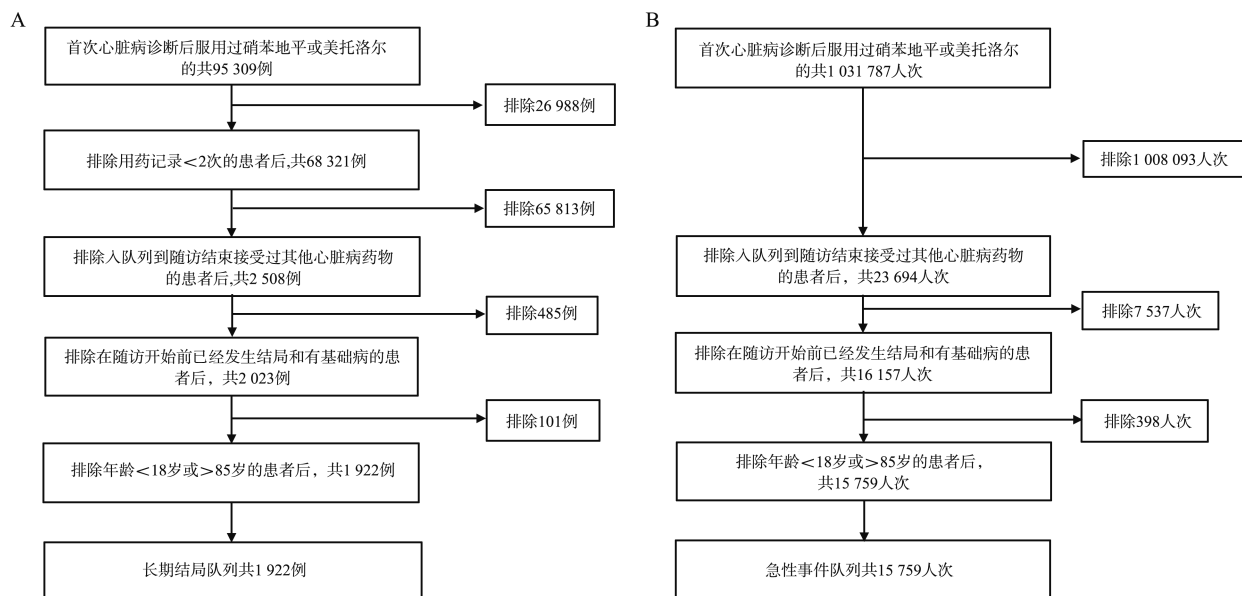 A
首次心脏病诊断后服用过硝苯地平或美托洛尔
的共95 309例
排除26 988例
排除用药记录＜2次的患者后,共68 321例
排除65 813例
排除入队列到随访结束接受过其他心脏病药物
的患者后,共2 508例
排除485例
排除在随访开始前已经发生结局和有基础病的患
者后，共2 023例
排除101例
排除年龄＜18岁或＞85岁的患者后，共1 922例
长期结局队列共1 922例
B
首次心脏病诊断后服用过硝苯地平或美托洛尔
的共1 031 787人次
排除1 008 093人次
排除入队列到随访结束接受过其他心脏病药物
的患者后，共23 694人次
排除7 537人次
排除在随访开始前已经发生结局和有基础病的患
者后，共16 157人次
排除398人次
排除年龄＜18岁或＞85岁的患者后，
共15 759人次
急性事件队列共15 759人次